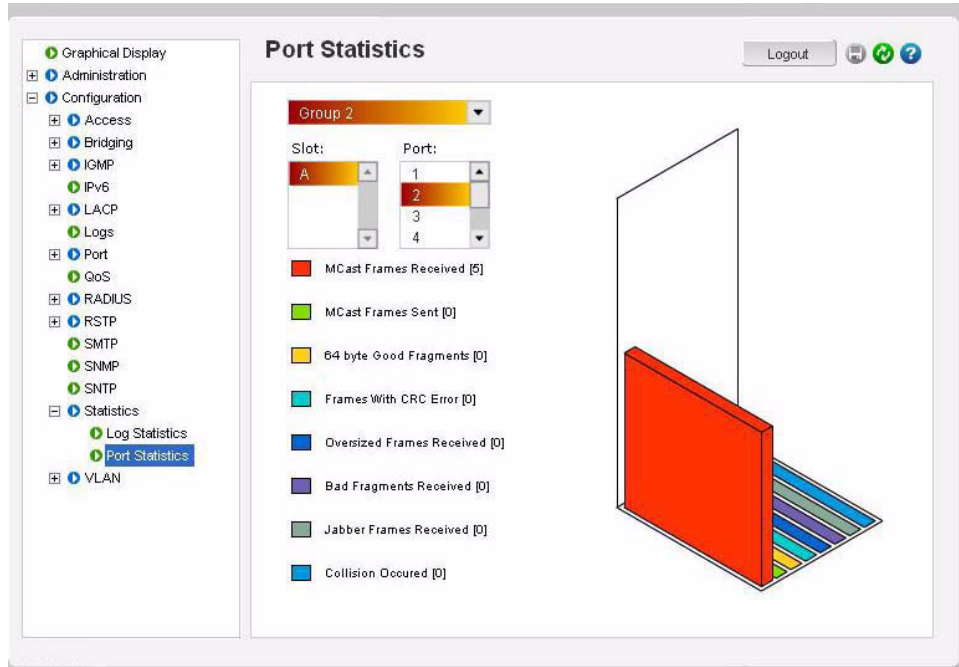 Graphical Display
Administration
Configuration
Access
Bridging
IGMP
IPv6
LACP
Logs
Port
QoS
RADIUS
RSTP
SMTP
SNMP
SNTP
Statistics
Log Statistics
Port Statistics
VLAN
Port Statistics
Logout
?
Group 2
Slot: Port:
A
1
2
3
4
MCast Frames Received [5]
MCast Frames Sent [0]
64 byte Good Fragments [0]
Frames With CRC Error [0]
Oversized Frames Received [0]
Bad Fragments Received [0]
Jabber Frames Received [0]
Collision Occured [0]